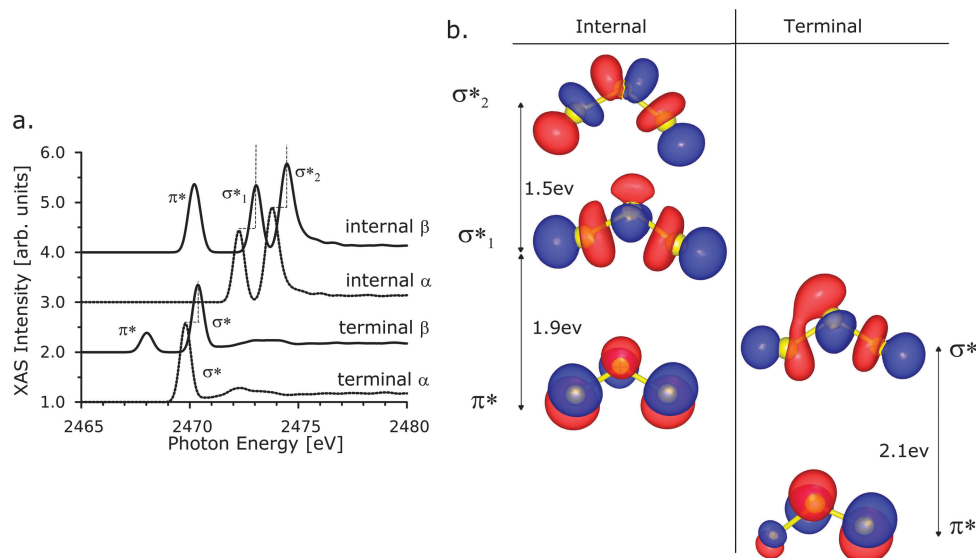 a.
XAS Intensity [arb. units]
6.0
5.0
4.0
3.0
2.0
1.0
π*
σ*1
σ*2
internal β
internal α
π*
σ*
terminal β
σ*
terminal α
2465
2470
2475
2480
Photon Energy [eV]
b.
Internal
Terminal
σ*2
1.5ev
σ*1
1.9ev
π*
σ*
2.1ev
π*